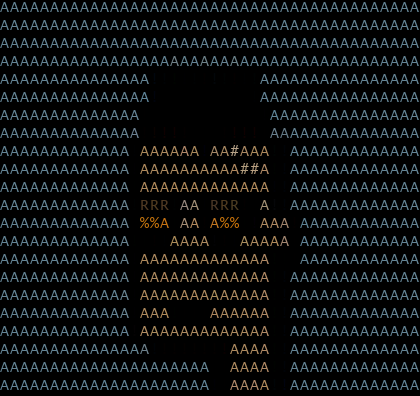 AAAAAAAAAAAAAAAAAAAAAAAAAAAAAAAAAAAAAAAAAA
AAAAAAAAAAAAAAAAAAAAAAAAAAAAAAAAAAAAAAAAAA
AAAAAAAAAAAAAAAAAAAAAAAAAAAAAAAAAAAAAAAAAA
AAAAAAAAAAAAAAAAAAAAAAAAAAAAAAAAAAAAAAAAAA
AAAAAAAAAAAAAAA           AAAAAAAAAAAAAAAA
AAAAAAAAAAAAAAA           AAAAAAAAAAAAAAAA
AAAAAAAAAAAAAA             AAAAAAAAAAAAAAA
AAAAAAAAAAAAAA             AAAAAAAAAAAAAAA
AAAAAAAAAAAAA AAAAAA AA#AAA  AAAAAAAAAAAAA
AAAAAAAAAAAAA AAAAAAAAAA##A  AAAAAAAAAAAAA
AAAAAAAAAAAAA AAAAAAAAAAAAA  AAAAAAAAAAAAA
AAAAAAAAAAAAA RRR AA RRR  A  AAAAAAAAAAAAA
AAAAAAAAAAAAA %%A AA A%%  AAA AAAAAAAAAAAA
AAAAAAAAAAAAA    AAAA   AAAAA AAAAAAAAAAAA
AAAAAAAAAAAAA AAAAAAAAAAAAA   AAAAAAAAAAAA
AAAAAAAAAAAAA AAAAAAAAAAAAA  AAAAAAAAAAAAA
AAAAAAAAAAAAA AAAAAAAAAAAAA  AAAAAAAAAAAAA
AAAAAAAAAAAAA AAA    AAAAAA  AAAAAAAAAAAAA
AAAAAAAAAAAAA AAAAAAAAAAAAA  AAAAAAAAAAAAA
AAAAAAAAAAAAAAA        AAAA  AAAAAAAAAAAAA
AAAAAAAAAAAAAAAAAAAAA  AAAA  AAAAAAAAAAAAA
AAAAAAAAAAAAAAAAAAAAA  AAAA  AAAAAAAAAAAAA